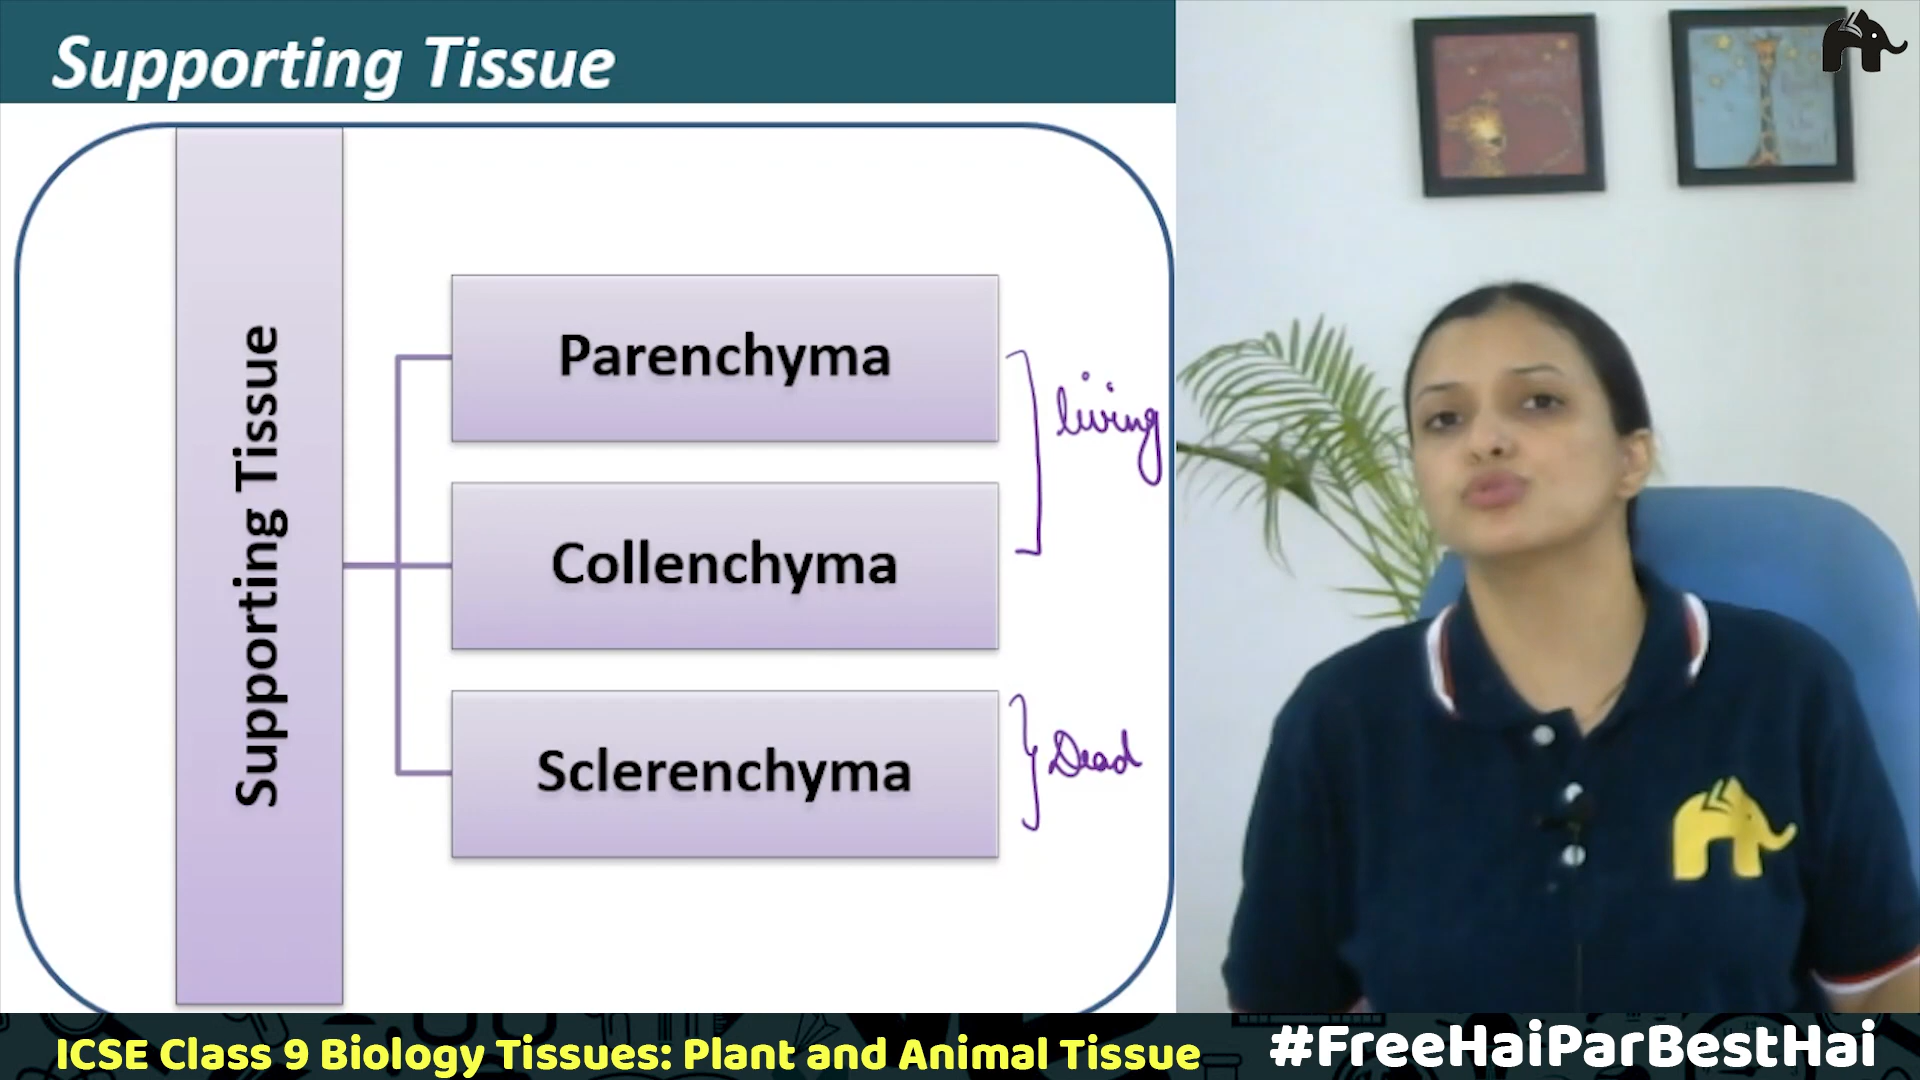 Supporting Tissue
Supporting Tissue
Parenchyma
living
Collenchyma
Sclerenchyma
Dead
ICSE Class 9 Biology Tissues: Plant and Animal Tissue
#FreeHaiParBestHai